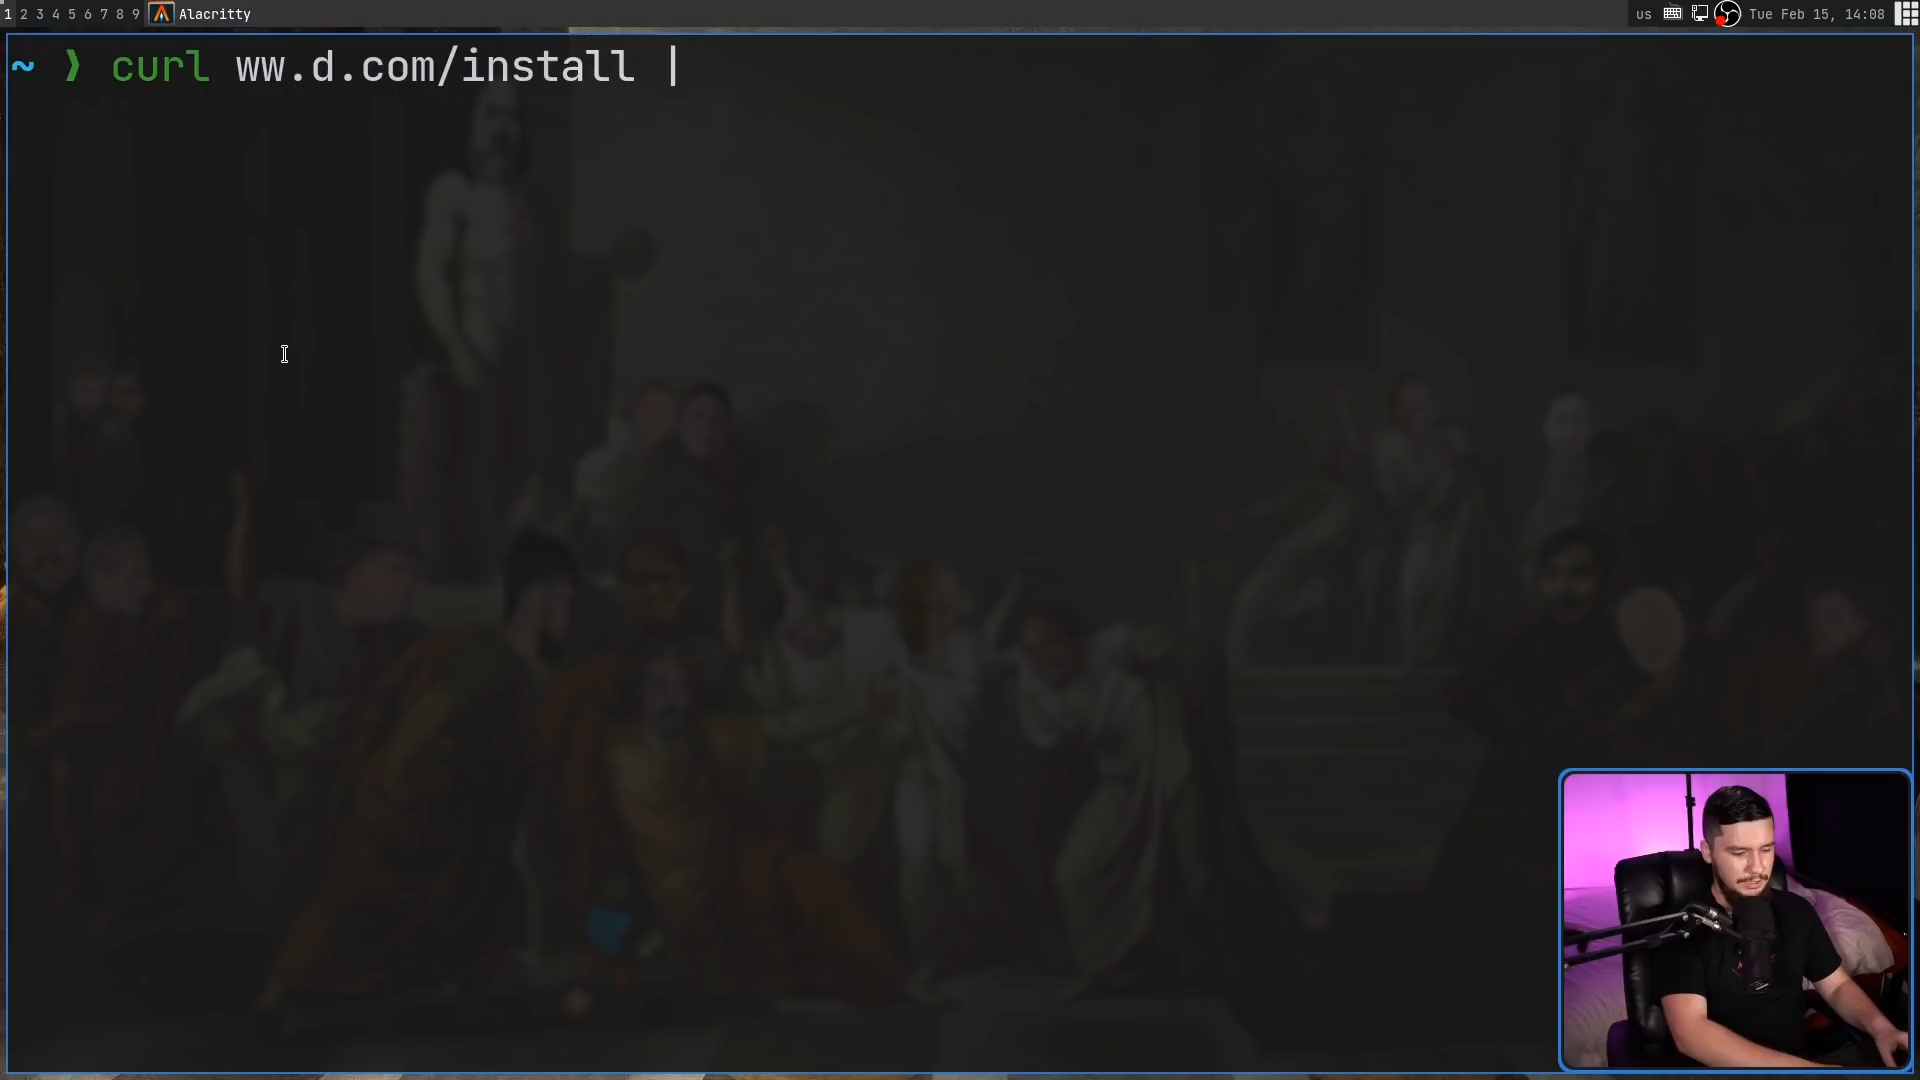 1 2 3 4 5 6 7 8 9 Alacritty us Tue Feb 15, 14:08
~ ❯ curl ww.d.com/install |